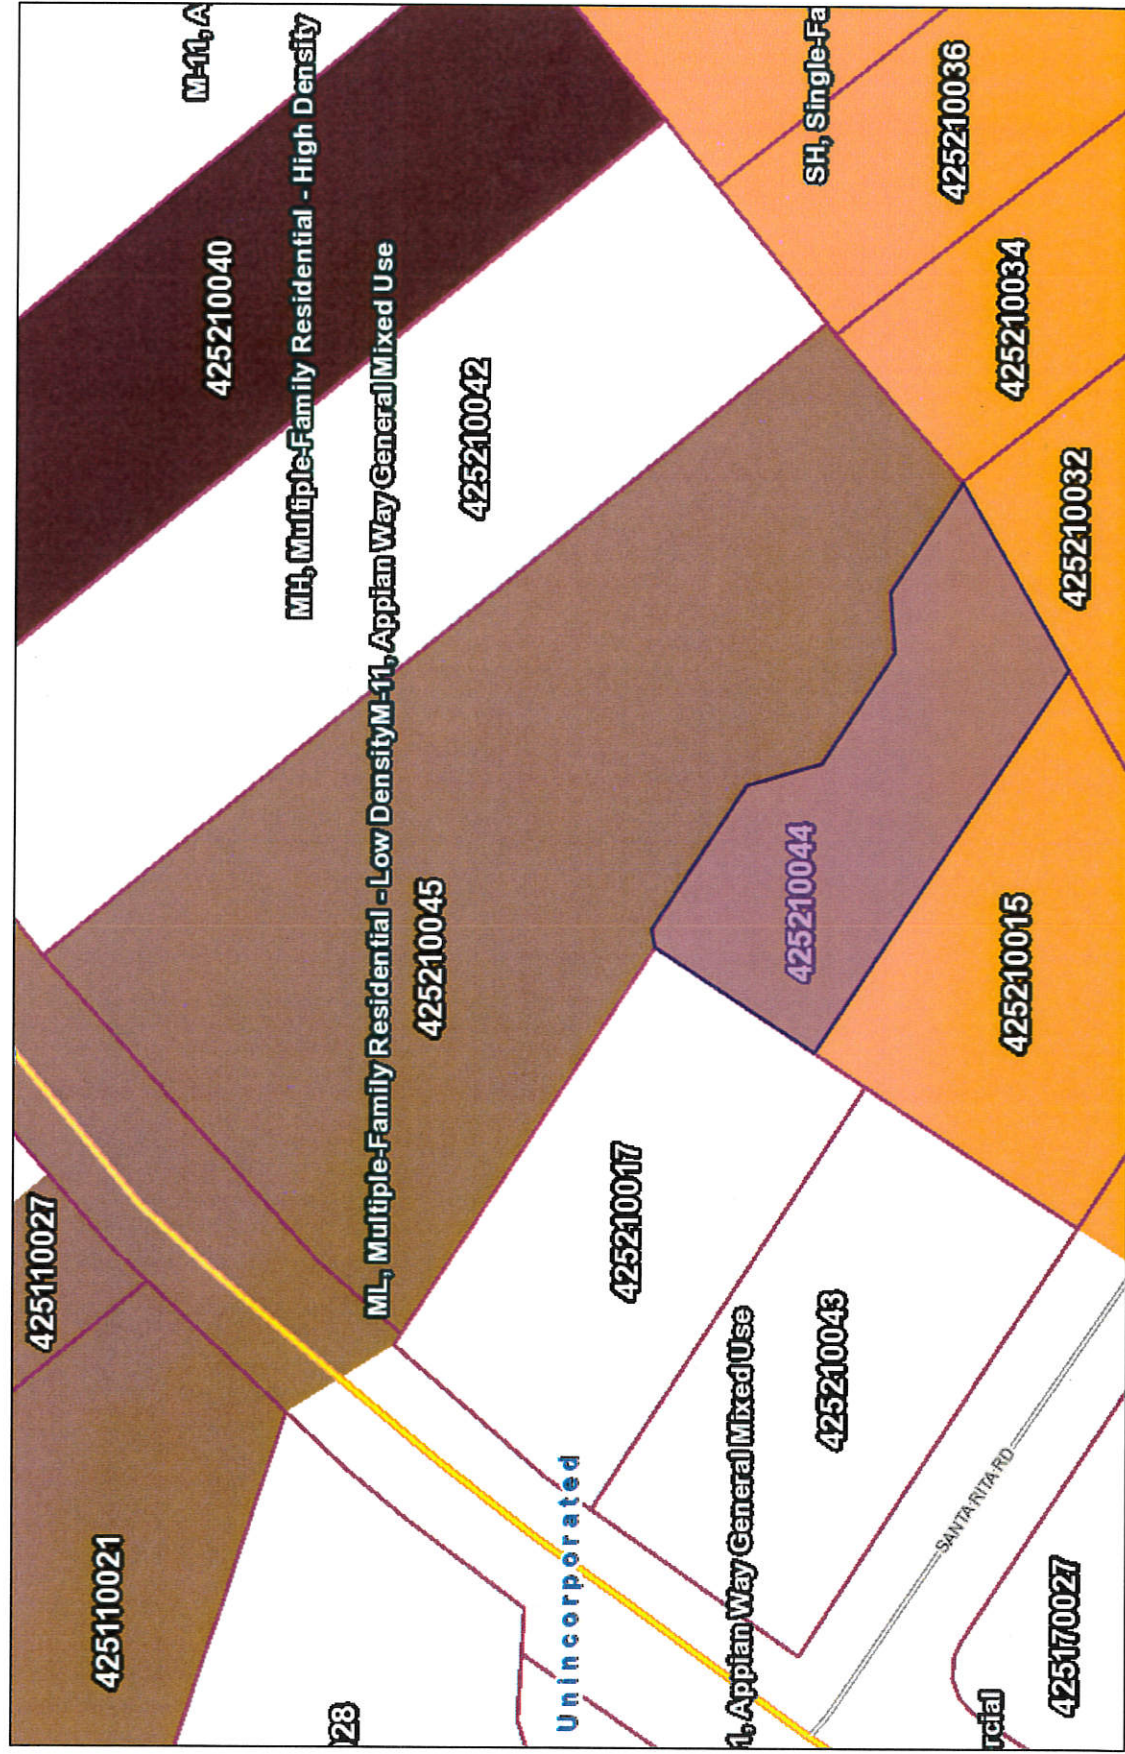 M-11, A
425210040
MH, Multiple-Family Residential - High Density
ML, Multiple-Family Residential - Low DensityM-11, Appian Way General Mixed Use
425210042
SH, Single-Fa
425210036
425210034
425210032
425210045
425210044
425210015
425110027
425210017
425210043
1, Appian Way General Mixed Use
425110021
Unincorporated
SANTA RITA RD
28
rcial
425170027